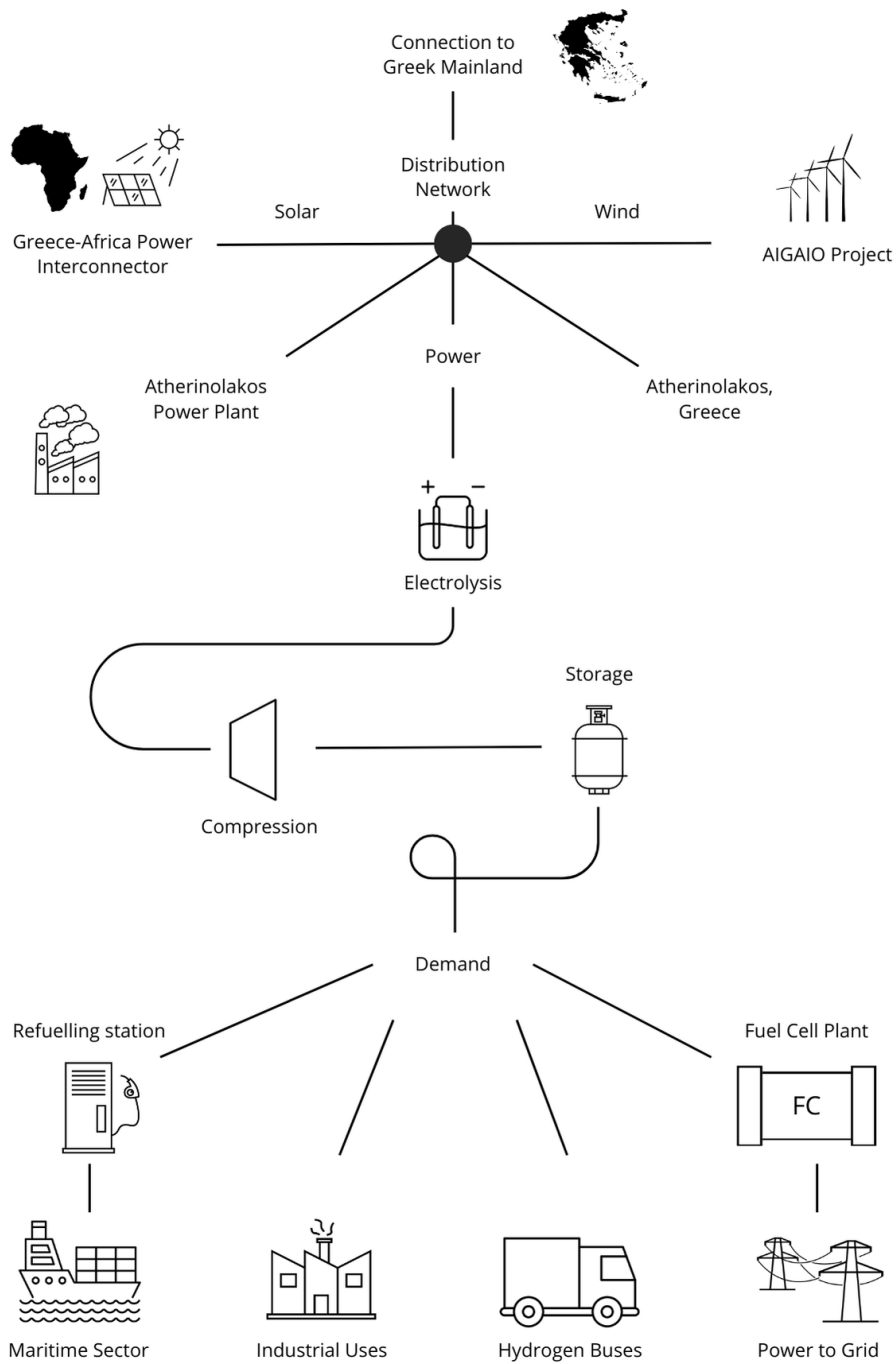 Connection to
Greek Mainland
Distribution
Network
Solar
Wind
Greece-Africa Power
Interconnector
AIGAIO Project
Power
Atherinolakos
Power Plant
Atherinolakos,
Greece
+ −
Electrolysis
Storage
Compression
Demand
Refuelling station
Fuel Cell Plant
FC
Maritime Sector
Industrial Uses
Hydrogen Buses
Power to Grid